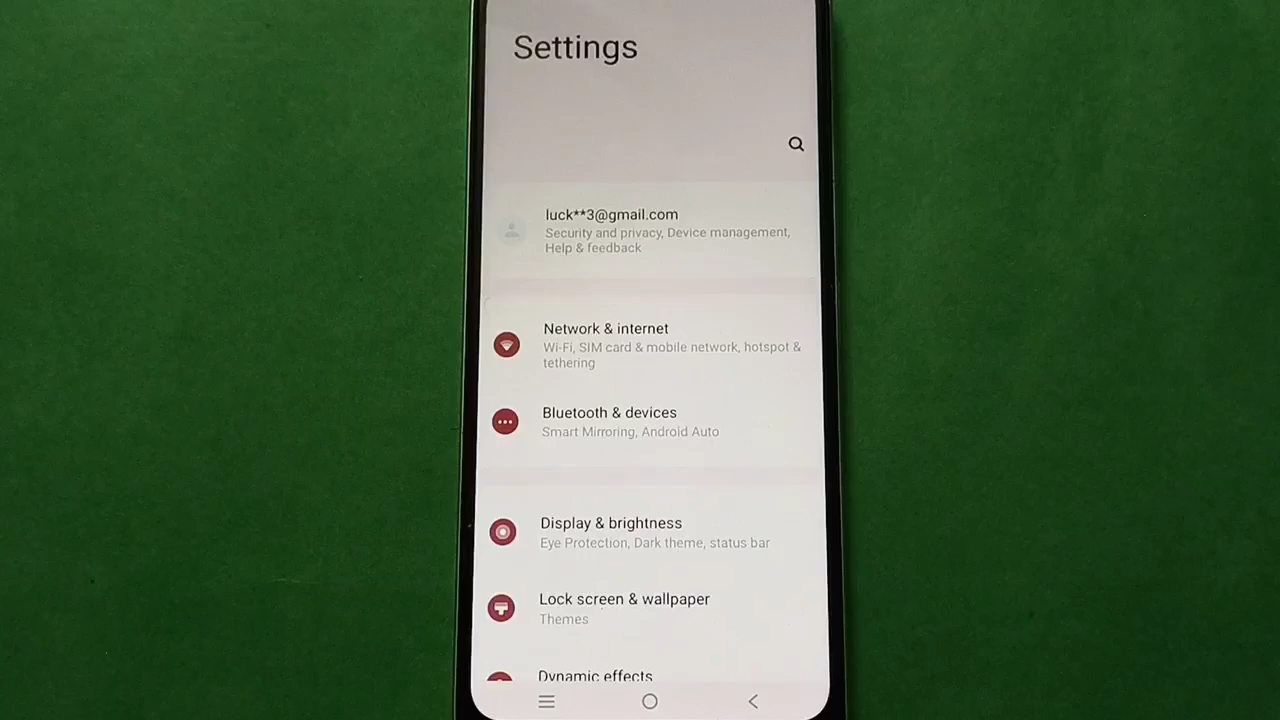 Settings
luck**3@gmail.com
Security and privacy, Device management,
Help & feedback
Network & internet
Wi-Fi, SIM card & mobile network, hotspot &
tethering
Bluetooth & devices
Smart Mirroring, Android Auto
Display & brightness
Eye Protection, Dark theme, status bar
Lock screen & wallpaper
Themes
Dynamic effects